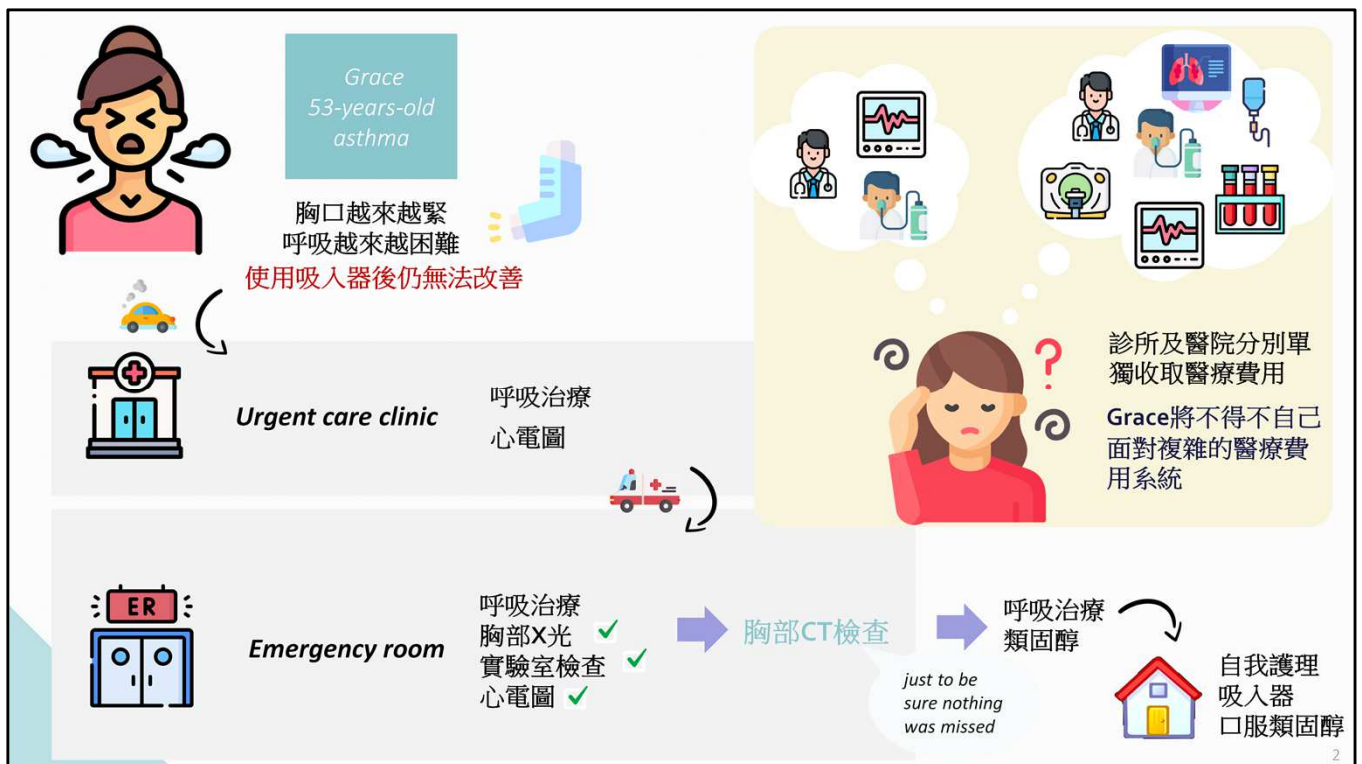 Grace
53-years-old
asthma
胸口越來越緊
呼吸越來越困難
使用吸入器後仍無法改善
Urgent care clinic
呼吸治療
心電圖
診所及醫院分別單
獨收取醫療費用
Grace將不得不自己
面對複雜的醫療費
用系統
ER
Emergency room
呼吸治療
胸部X光
實驗室檢查
心電圖
胸部CT檢查
just to be
sure nothing
was missed
呼吸治療
類固醇
自我護理
吸入器
口服類固醇
2